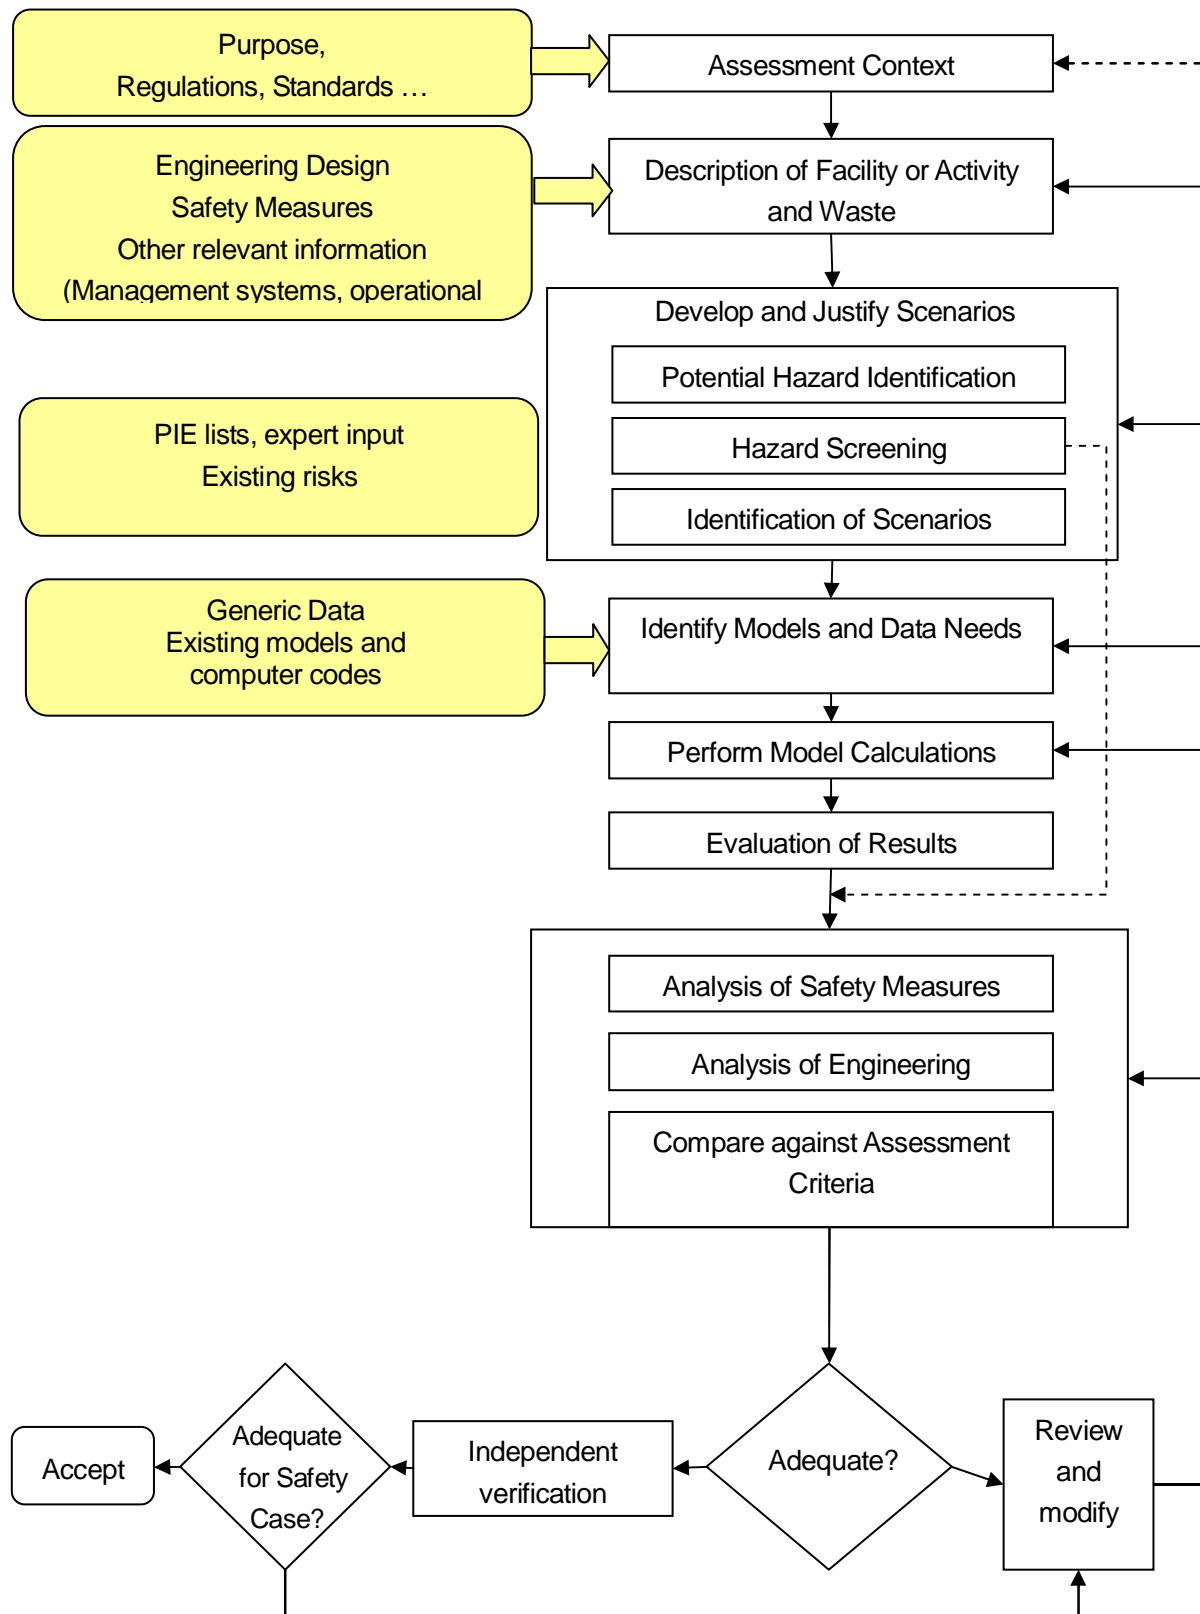 Purpose,
Regulations, Standards …
Assessment Context
Engineering Design
Safety Measures
Other relevant information
(Management systems, operational
Description of Facility or Activity
and Waste
Develop and Justify Scenarios
Potential Hazard Identification
Hazard Screening
Identification of Scenarios
PIE lists, expert input
Existing risks
Generic Data
Existing models and
computer codes
Identify Models and Data Needs
Perform Model Calculations
Evaluation of Results
Analysis of Safety Measures
Analysis of Engineering
Compare against Assessment
Criteria
Accept
Adequate
for Safety
Case?
Independent
verification
Adequate?
Review
and
modify